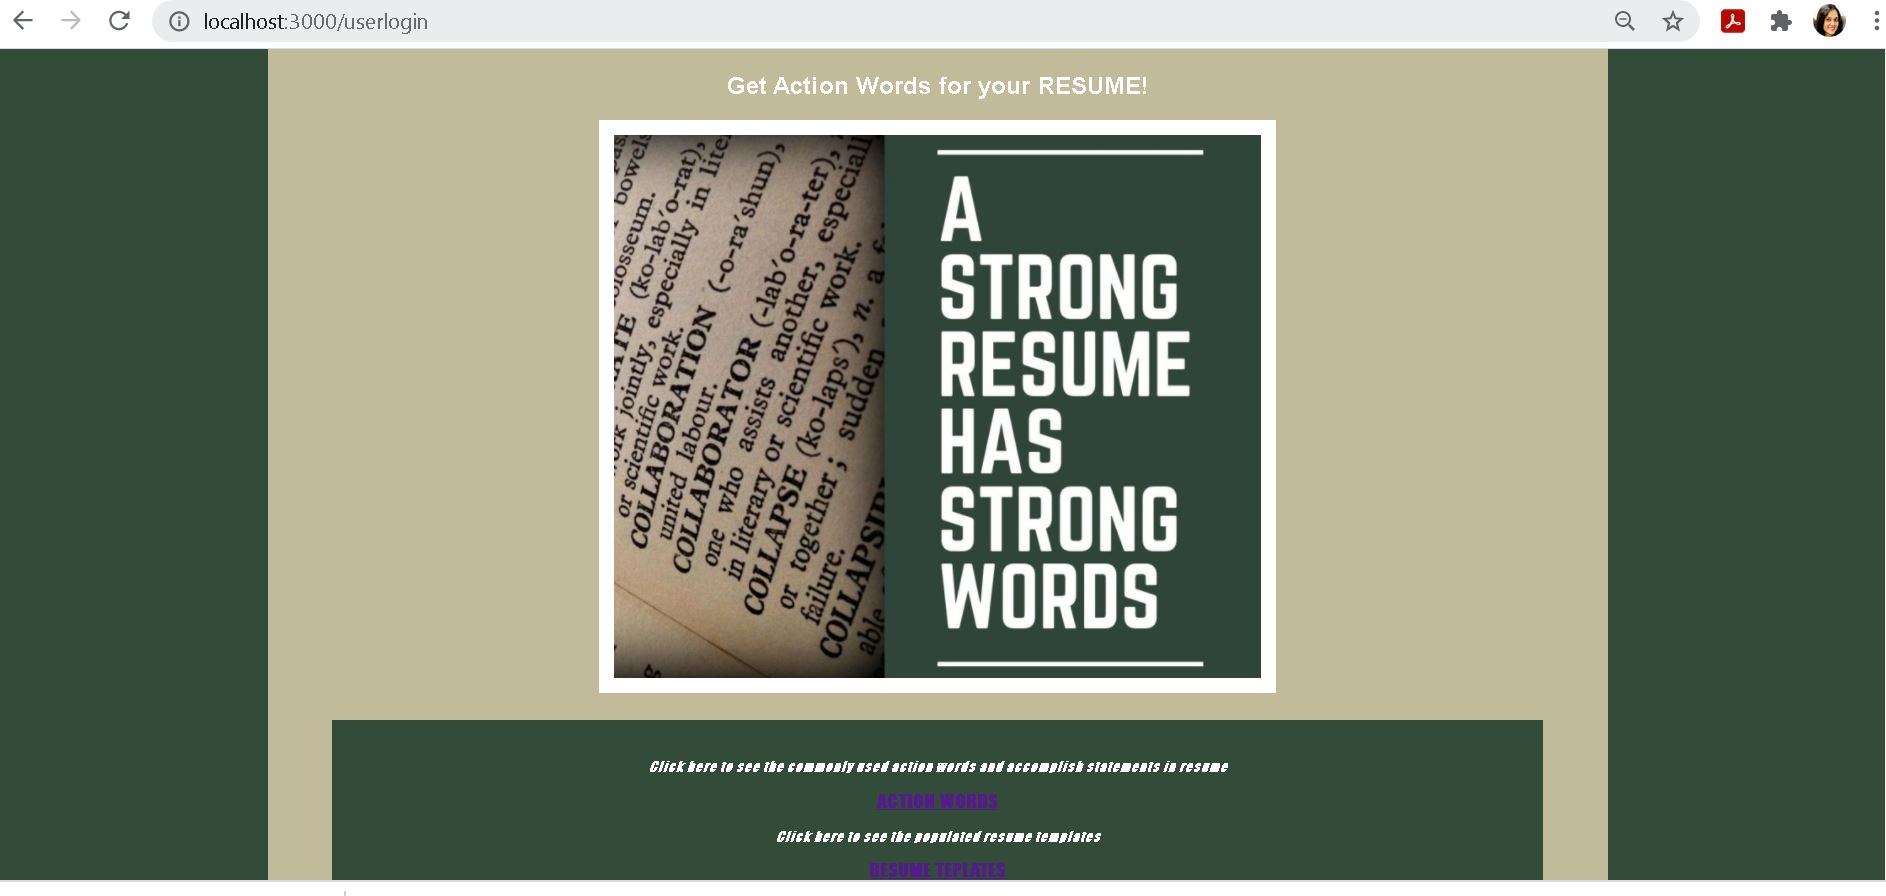 localhost:3000/userlogin
Get Action Words for your RESUME!
A
STRONG
RESUME
HAS
STRONG
WORDS
bowels
(ko-lab′o-rat),
jointly, especially in lite
or scientific work.
COLLABORATION (-o-ra′shun),
united labour.
COLLABORATOR (-lab′o-ra-ter),
one who assists another, especiall
in literary or scientific work.
COLLAPSE (ko-laps′), n. a
or together; sudden
failure.
Click here to see the commonly used action words and accomplish statements in resume
ACTION WORDS
Click here to see the populated resume templates
RESUME TEPLATES